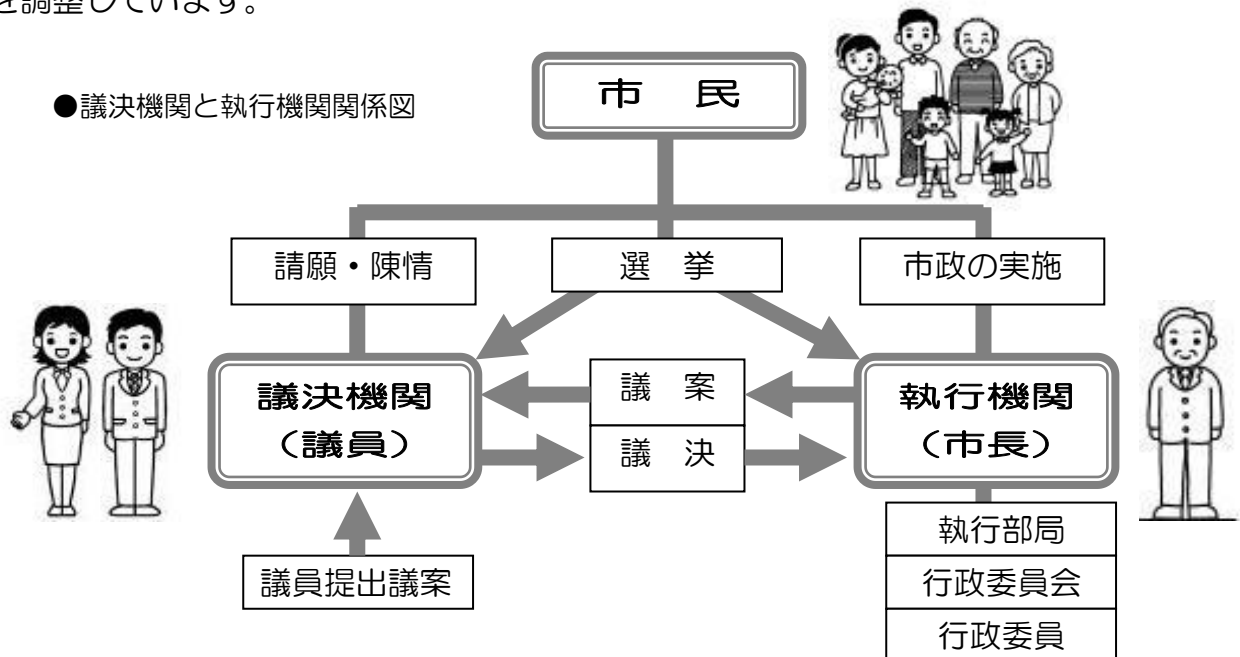 を調整しています。
●議決機関と執行機関関係図
市　民
請願・陳情
選　挙
市政の実施
議決機関
（議員）
議　案
議　決
執行機関
（市長）
議員提出議案
執行部局
行政委員会
行政委員